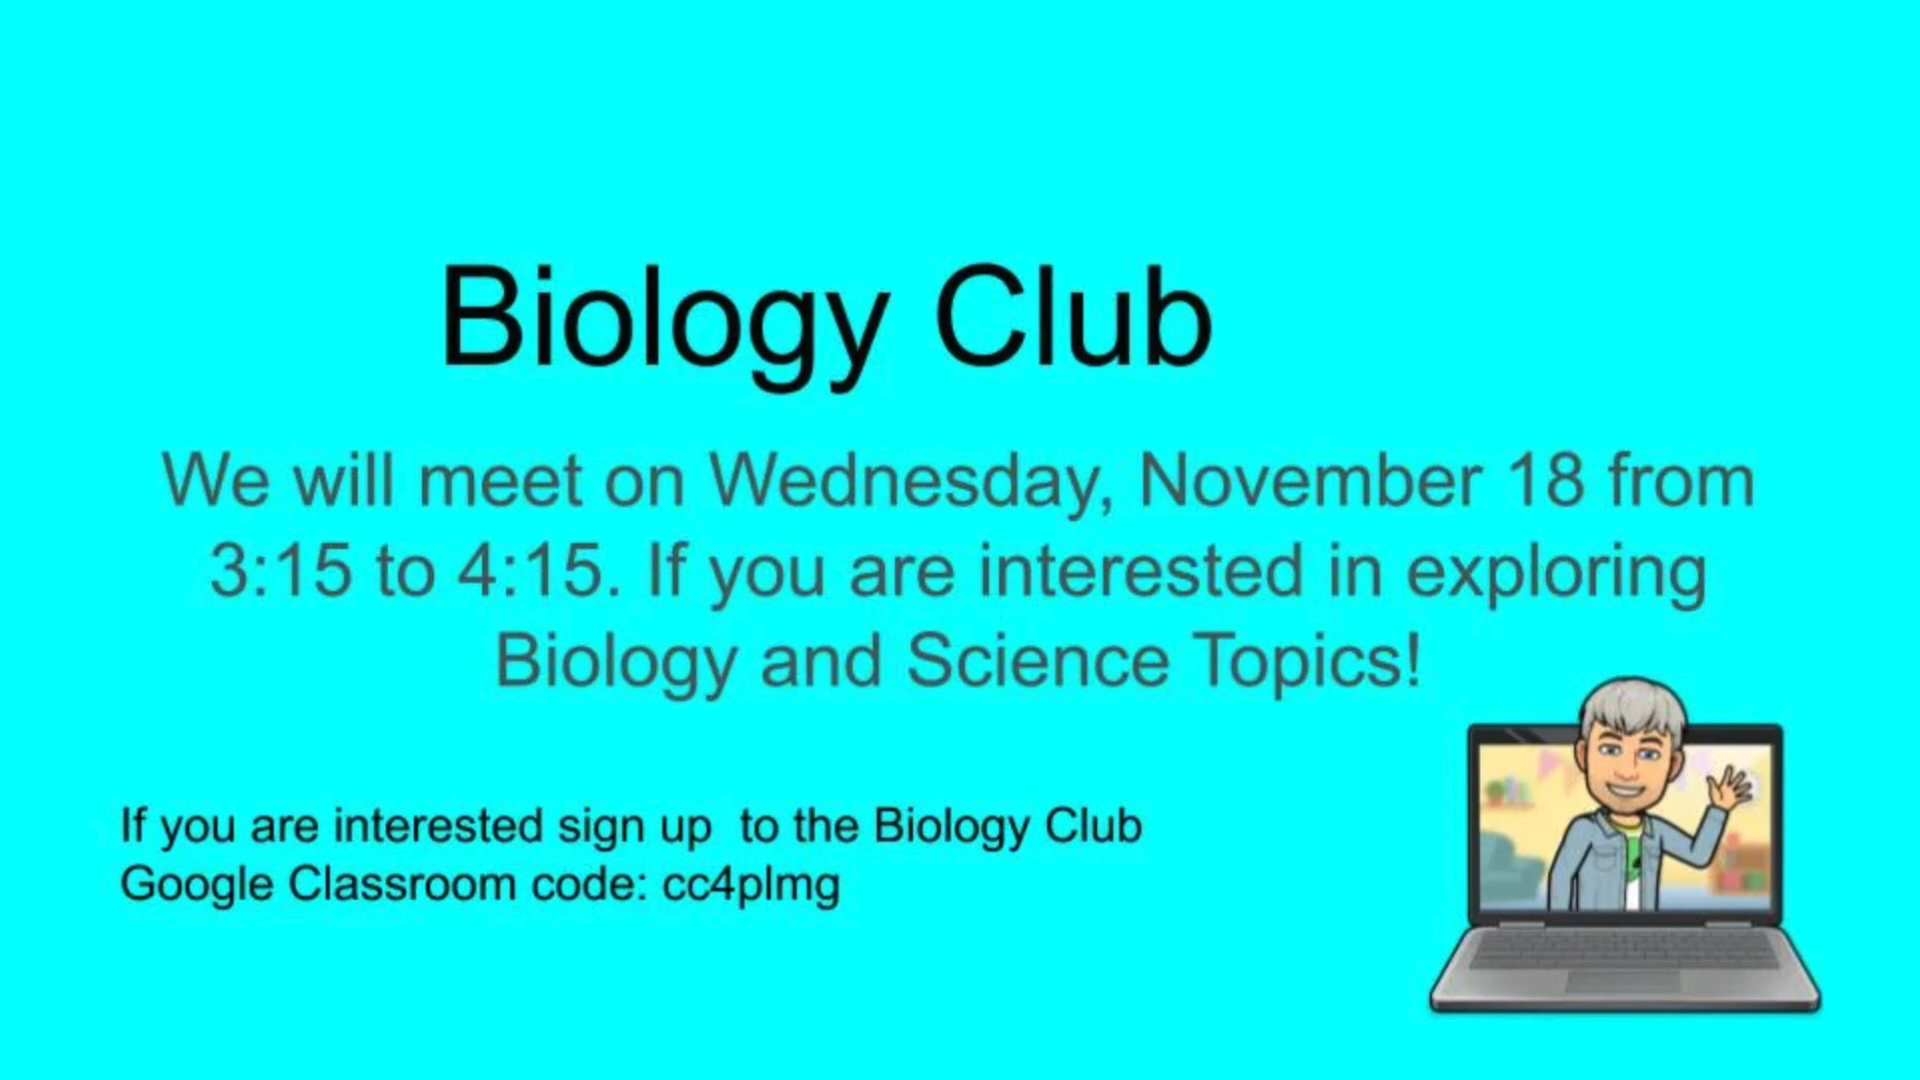 Biology Club
We will meet on Wednesday, November 18 from
3:15 to 4:15. If you are interested in exploring
Biology and Science Topics!
If you are interested sign up  to the Biology Club
Google Classroom code: cc4plmg